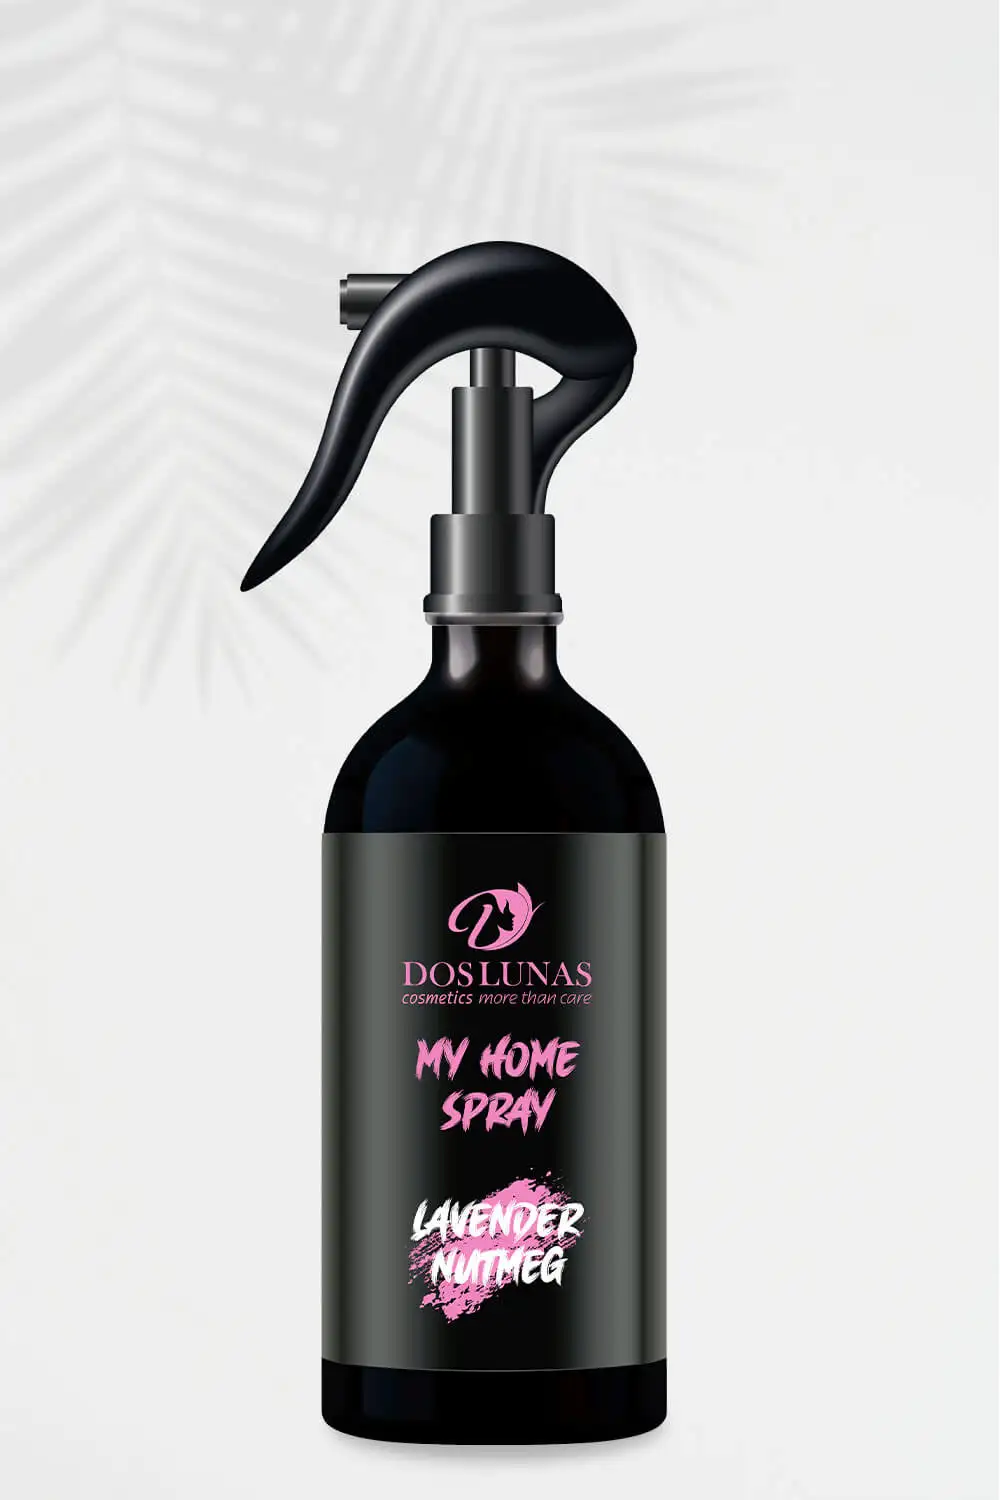 DOS LUNAS
cosmetics more than care
MY HOME
SPRAY
LAVENDER
NUTMEG